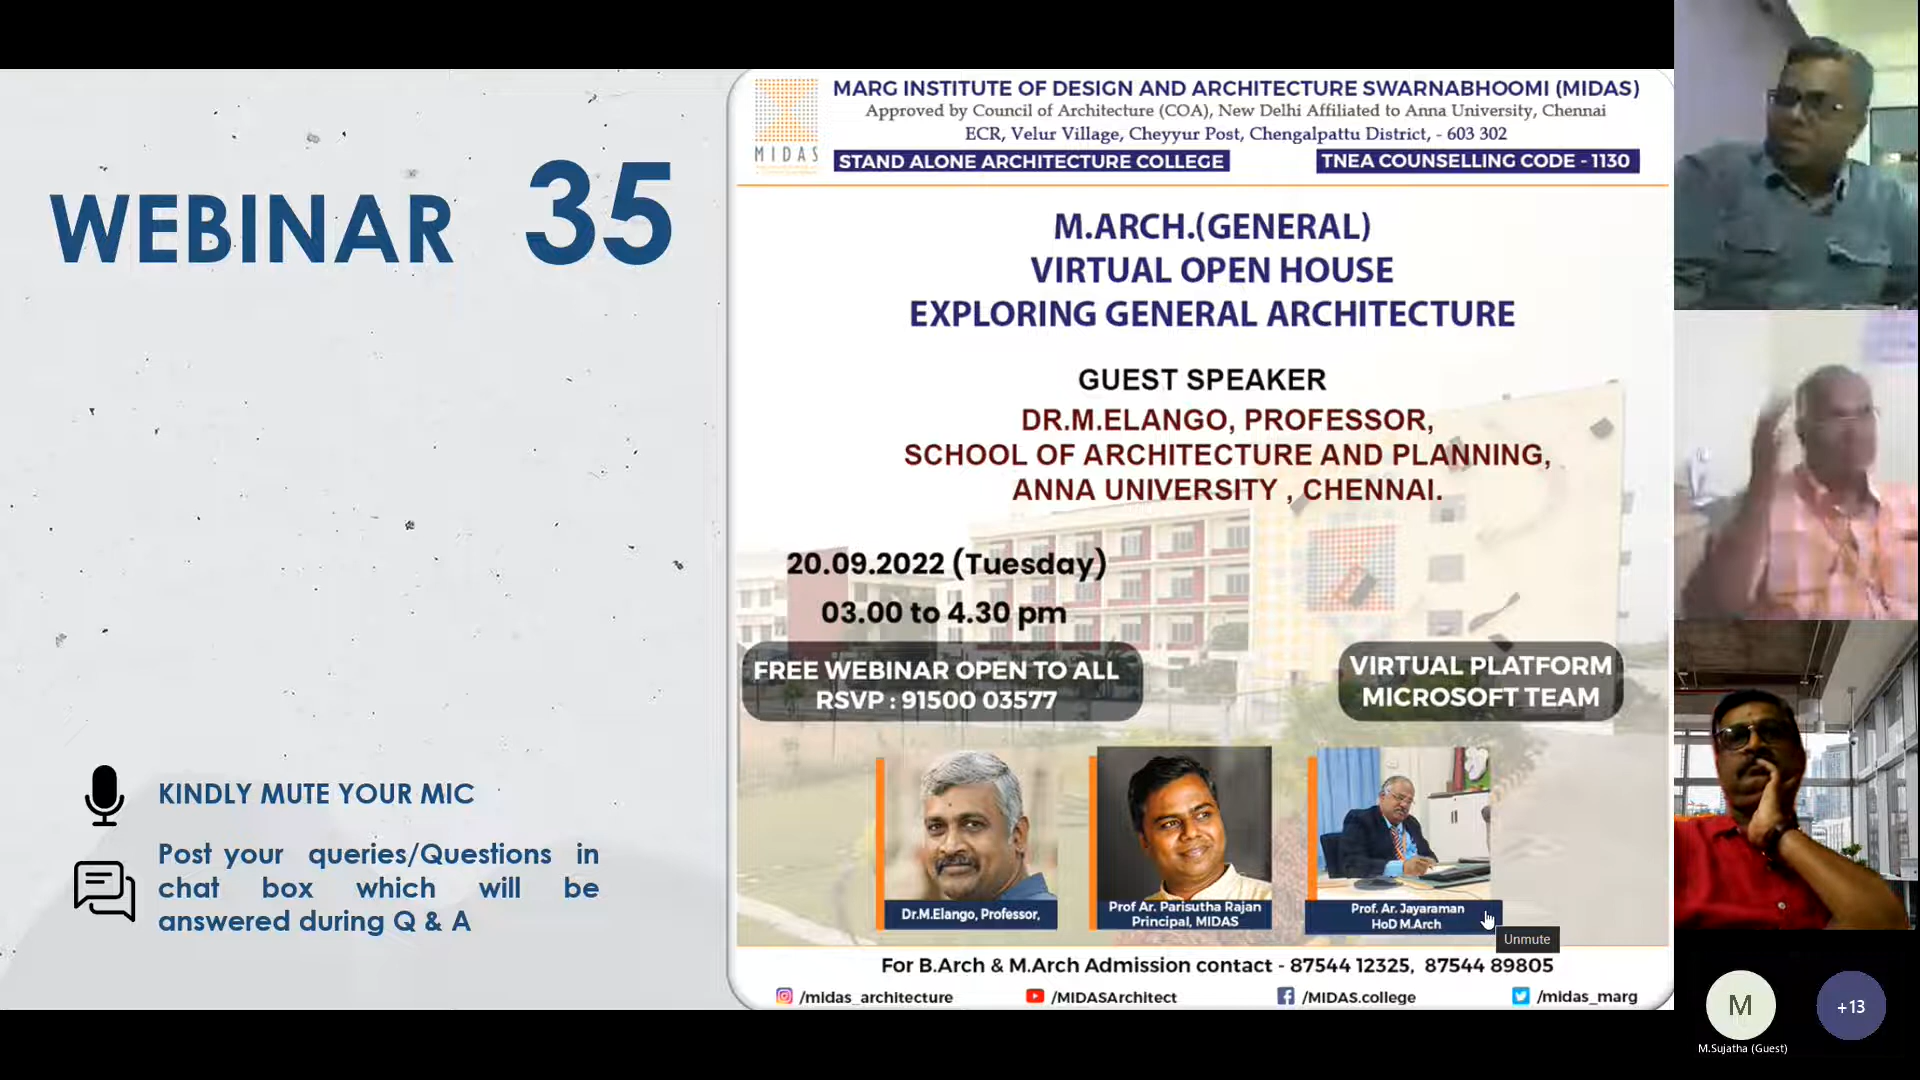 WEBINAR 35
KINDLY MUTE YOUR MIC
Post your queries/Questions in
chat box which will be
answered during Q & A
MIDAS
MARG INSTITUTE OF DESIGN AND ARCHITECTURE SWARNABHOOMI (MIDAS)
Approved by Council of Architecture (COA), New Delhi Affiliated to Anna University, Chennai
ECR, Velur Village, Cheyyur Post, Chengalpattu District, - 603 302
STAND ALONE ARCHITECTURE COLLEGE
TNEA COUNSELLING CODE - 1130
M.ARCH.(GENERAL)
VIRTUAL OPEN HOUSE
EXPLORING GENERAL ARCHITECTURE
GUEST SPEAKER
DR.M.ELANGO, PROFESSOR,
SCHOOL OF ARCHITECTURE AND PLANNING,
ANNA UNIVERSITY , CHENNAI.
20.09.2022 (Tuesday)
03.00 to 4.30 pm
FREE WEBINAR OPEN TO ALL
RSVP : 91500 03577
VIRTUAL PLATFORM
MICROSOFT TEAM
Dr.M.Elango, Professor,
Prof Ar. Parisutha Rajan
Principal, MIDAS
Prof. Ar. Jayaraman
HoD M.Arch
Unmute
For B.Arch & M.Arch Admission contact - 87544 12325, 87544 89805
/midas_architecture
/MIDASArchitect
/MIDAS.college
/midas_marg
M
+13
M.Sujatha (Guest)